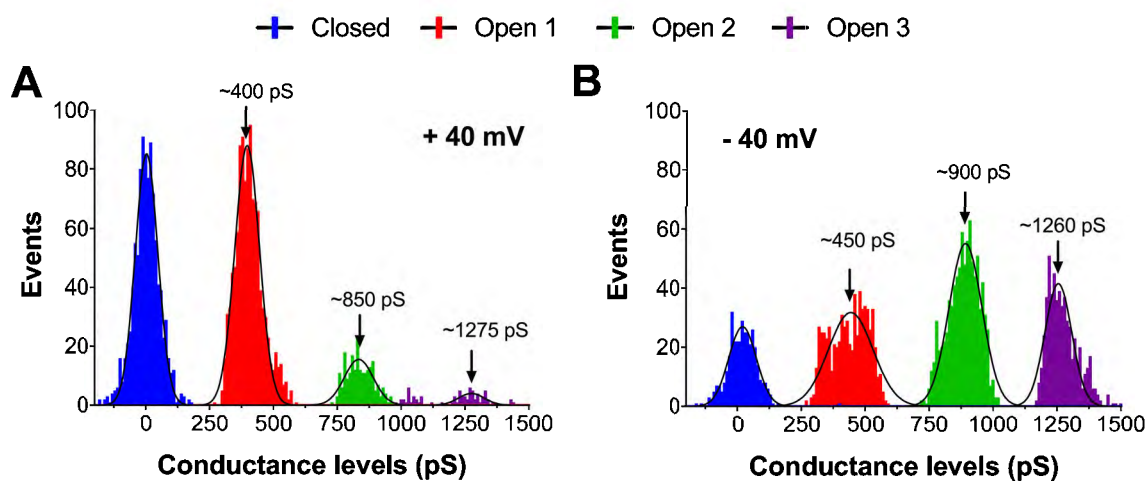 Closed Open 1 Open 2 Open 3
A
~400 pS
+ 40 mV
~850 pS
~1275 pS
Events
100
80
60
40
20
0
0 250 500 750 1000 1250 1500
Conductance levels (pS)
B
- 40 mV
~900 pS
~450 pS
~1260 pS
Events
100
80
60
40
20
0
0 250 500 750 1000 1250 1500
Conductance levels (pS)